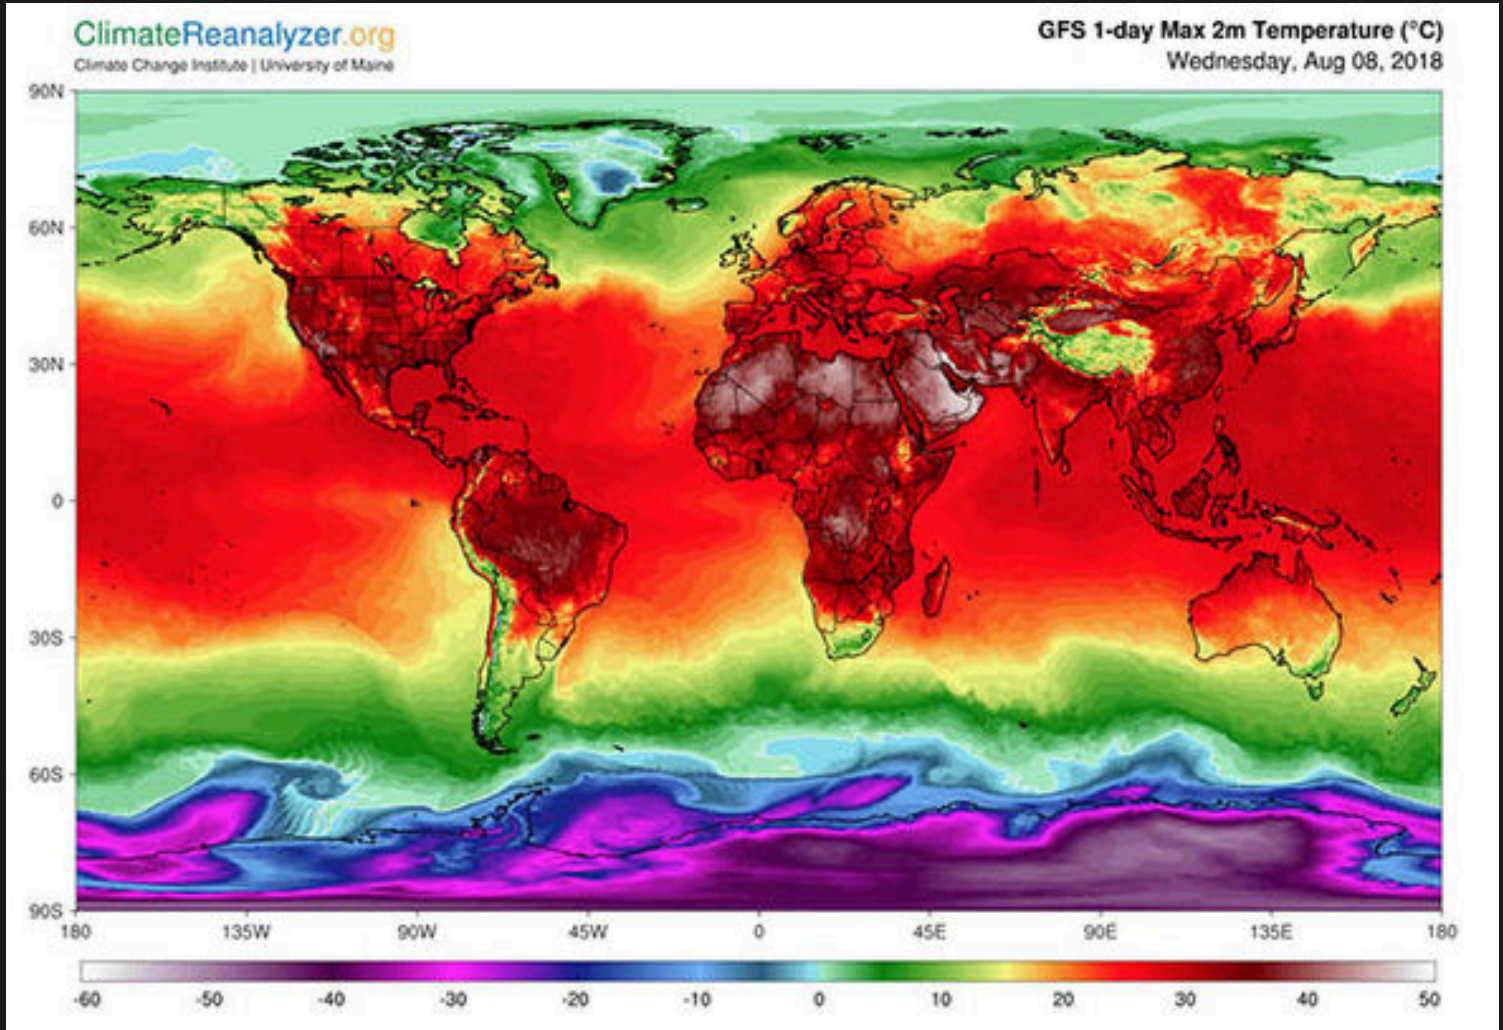 ClimateReanalyzer.org
Climate Change Institute | University of Maine
GFS 1-day Max 2m Temperature (°C)
Wednesday, Aug 08, 2018
90N
60N
30N
0
30S
60S
90S
180 135W 90W 45W 0 45E 90E 135E 180
-60 -50 -40 -30 -20 -10 0 10 20 30 40 50